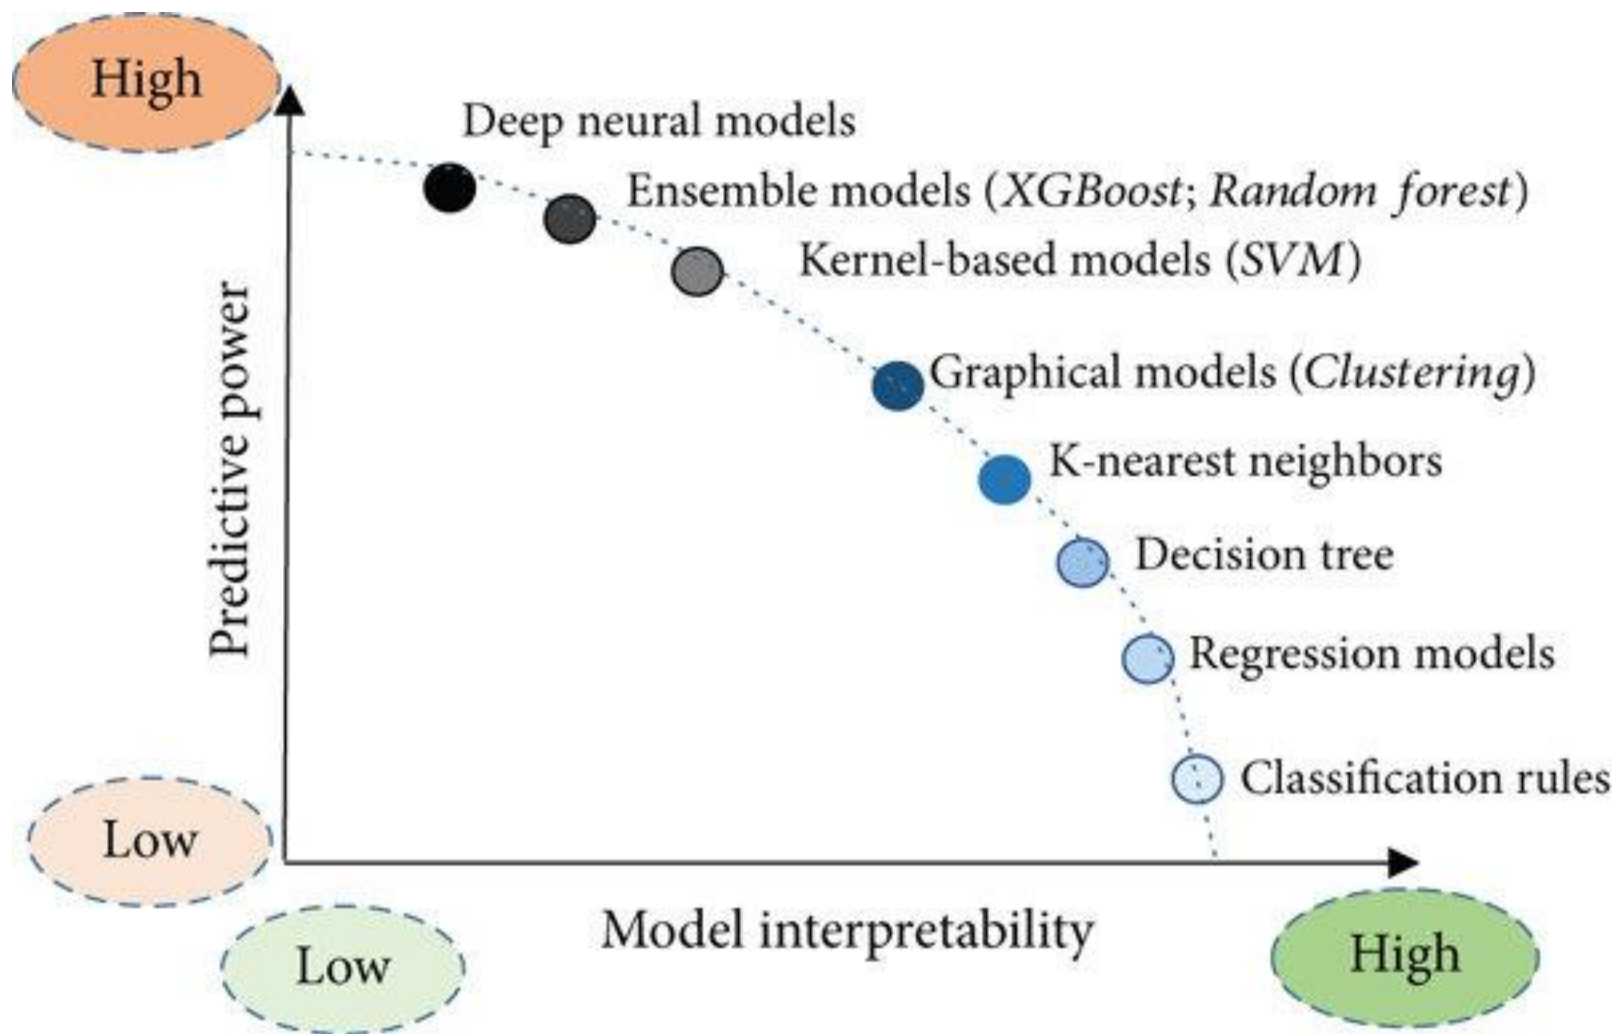 High
Deep neural models
Ensemble models (XGBoost; Random forest)
Kernel-based models (SVM)
Graphical models (Clustering)
K-nearest neighbors
Decision tree
Regression models
Classification rules
Predictive power
Low
Low
Model interpretability
High